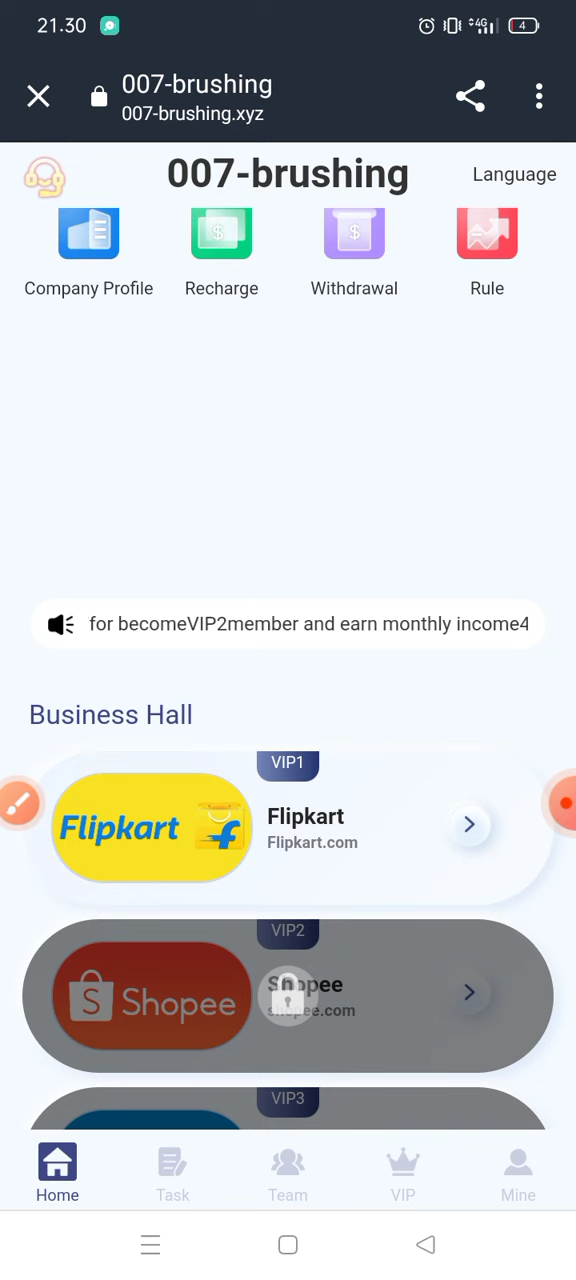 21.30
4G
4
007-brushing
007-brushing.xyz
007-brushing
Language
$
$
Company Profile
Recharge
Withdrawal
Rule
for becomeVIP2member and earn monthly income4
Business Hall
VIP1
Flipkart
Flipkart
Flipkart.com
VIP2
Shopee
Shopee
shopee.com
VIP3
Home
Task
Team
VIP
Mine